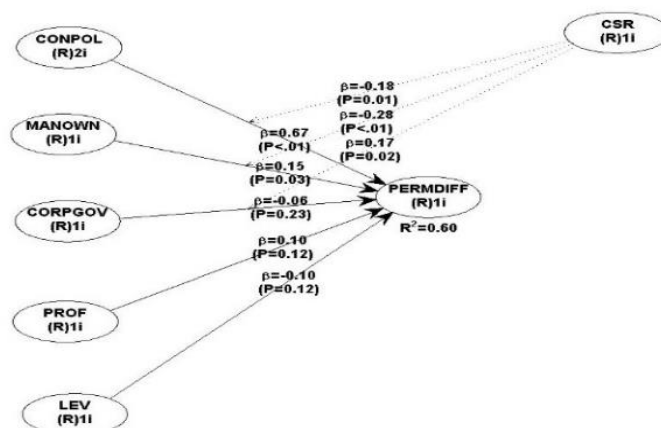 CONPOL
(R)2i
CSR
(R)1i
MANOWN
(R)1i
CORPGOV
(R)1i
PROF
(R)1i
LEV
(R)1i
β=-0.18
(P=0.01)
β=-0.28
(P<.01)
β=0.17
(P=0.02)
β=0.67
(P<.01)
β=0.15
(P=0.03)
β=-0.06
(P=0.23)
β=0.10
(P=0.12)
β=-0.10
(P=0.12)
PERMDIFF
(R)1i
R²=0.60